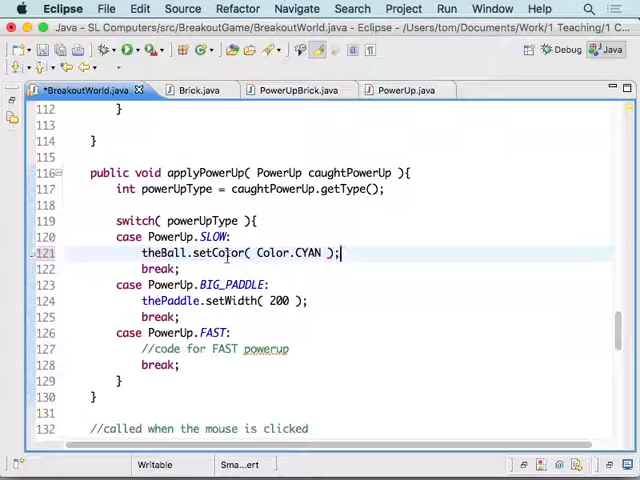 Eclipse File Edit Source Refactor Search Project Run Window Help
Java - SL Computers/src/BreakoutGame/BreakoutWorld.java - Eclipse - /Users/tom/Documents/Work/1 Teaching/1 C...
Debug Java
*BreakoutWorld.java Brick.java PowerUpBrick.java PowerUp.java
112 }
113
114 }
115
116 public void applyPowerUp( PowerUp caughtPowerUp ){
117 int powerUpType = caughtPowerUp.getType();
118
119 switch( powerUpType ){
120 case PowerUp.SLOW:
121 theBall.setColor( Color.CYAN );
122 break;
123 case PowerUp.BIG_PADDLE:
124 thePaddle.setWidth( 200 );
125 break;
126 case PowerUp.FAST:
127 //code for FAST powerup
128 break;
129 }
130 }
131
132 //called when the mouse is clicked
Writable Sma...ert